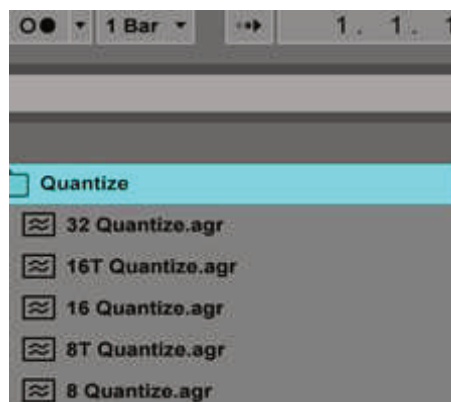 1 Bar 1. 1. 1
Quantize
32 Quantize.agr
16T Quantize.agr
16 Quantize.agr
8T Quantize.agr
8 Quantize.agr